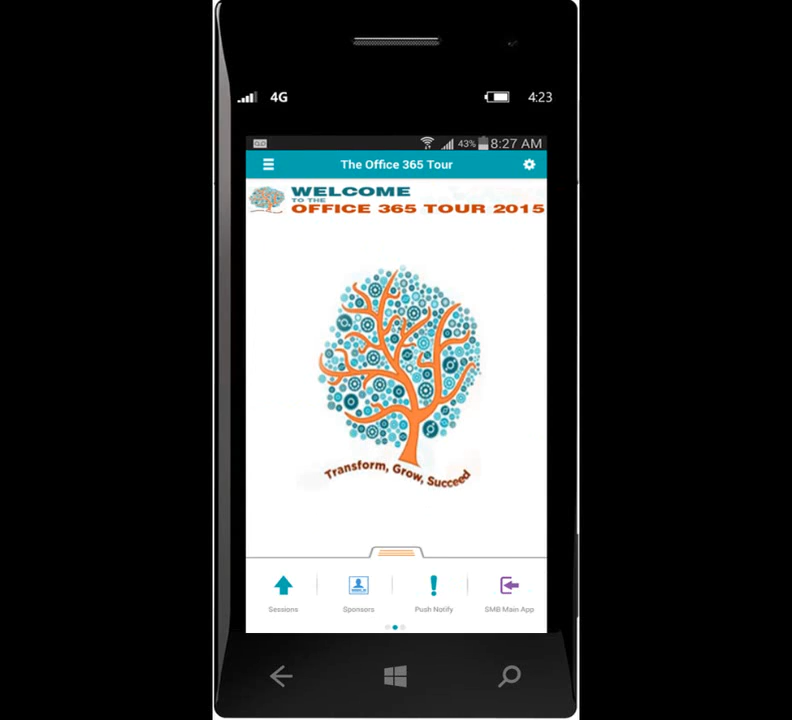 4G
4:23
43% 8:27 AM
The Office 365 Tour
WELCOME
TO THE
OFFICE 365 TOUR 2015
Transform, Grow, Succeed
Sessions
Sponsors
Push Notify
SMB Main App